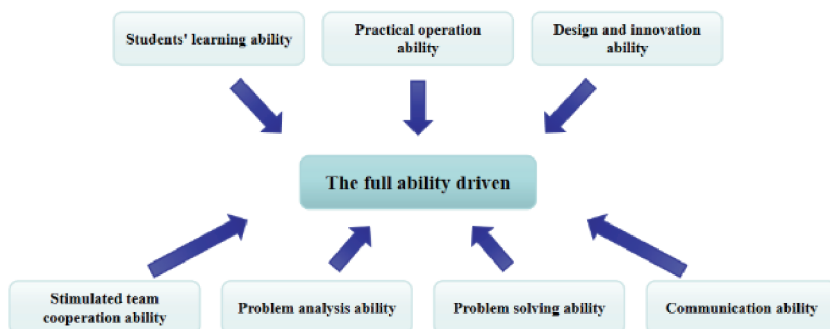 Students' learning ability
Practical operation
ability
Design and innovation
ability
The full ability driven
Stimulated team
cooperation ability
Problem analysis ability
Problem solving ability
Communication ability